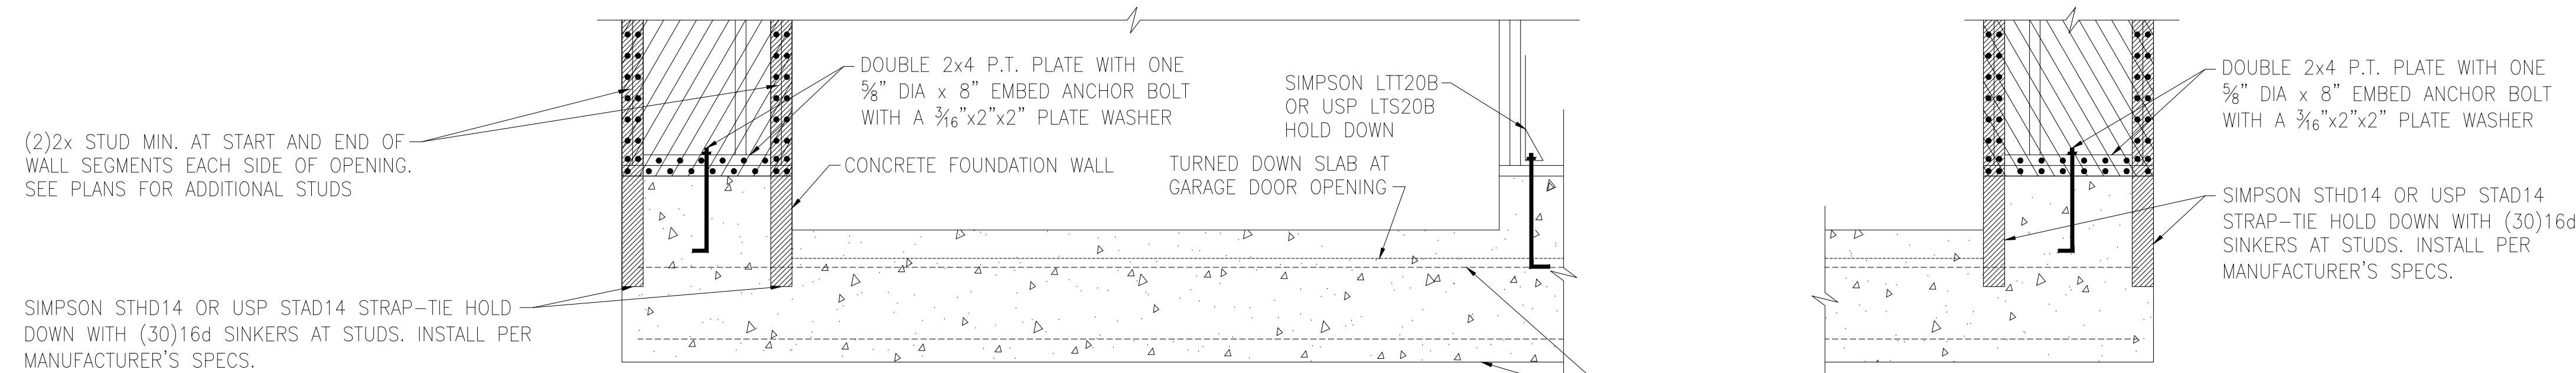 (2)2x STUD MIN. AT START AND END OF
WALL SEGMENTS EACH SIDE OF OPENING.
SEE PLANS FOR ADDITIONAL STUDS
SIMPSON STHD14 OR USP STAD14 STRAP-TIE HOLD
DOWN WITH (30)16d SINKERS AT STUDS. INSTALL PER
MANUFACTURER'S SPECS.
DOUBLE 2x4 P.T. PLATE WITH ONE
5/8" DIA x 8" EMBED ANCHOR BOLT
WITH A 3/16"x2"x2" PLATE WASHER
CONCRETE FOUNDATION WALL
SIMPSON LTT20B
OR USP LTS20B
HOLD DOWN
TURNED DOWN SLAB AT
GARAGE DOOR OPENING
DOUBLE 2x4 P.T. PLATE WITH ONE
5/8" DIA x 8" EMBED ANCHOR BOLT
WITH A 3/16"x2"x2" PLATE WASHER
SIMPSON STHD14 OR USP STAD14
STRAP-TIE HOLD DOWN WITH (30)16d
SINKERS AT STUDS. INSTALL PER
MANUFACTURER'S SPECS.